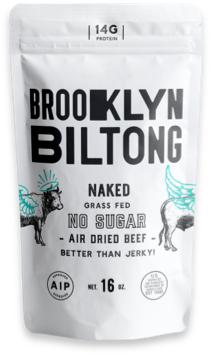 14G
PROTEIN
BROOKLYN
BILTONG
NAKED
GRASS FED
NO SUGAR
- AIR DRIED BEEF -
BETTER THAN JERKY!
AIP
NET. 16 OZ.